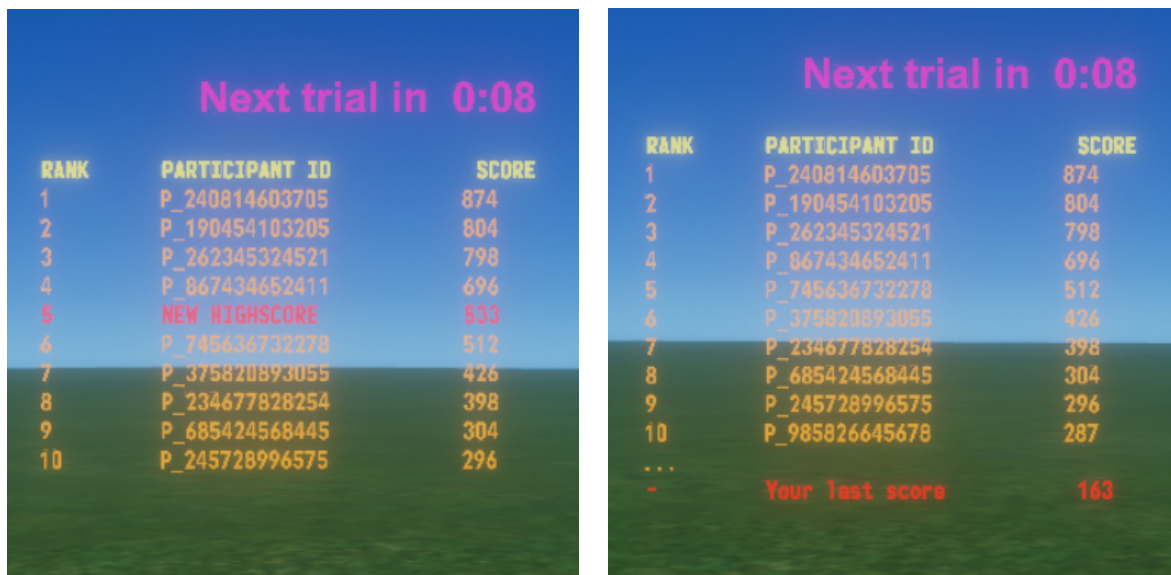 Next trial in 0:08
RANK PARTICIPANT ID SCORE
1 P_240814603705 874
2 P_190454103205 804
3 P_262345324521 798
4 P_867434652411 696
5 NEW HIGHSCORE 533
6 P_745636732278 512
7 P_375820893055 426
8 P_234677828254 398
9 P_685424568445 304
10 P_245728996575 296
Next trial in 0:08
RANK PARTICIPANT ID SCORE
1 P_240814603705 874
2 P_190454103205 804
3 P_262345324521 798
4 P_867434652411 696
5 P_745636732278 512
6 P_375820893055 426
7 P_234677828254 398
8 P_685424568445 304
9 P_245728996575 296
10 P_985826645678 287
...
- Your last score 163